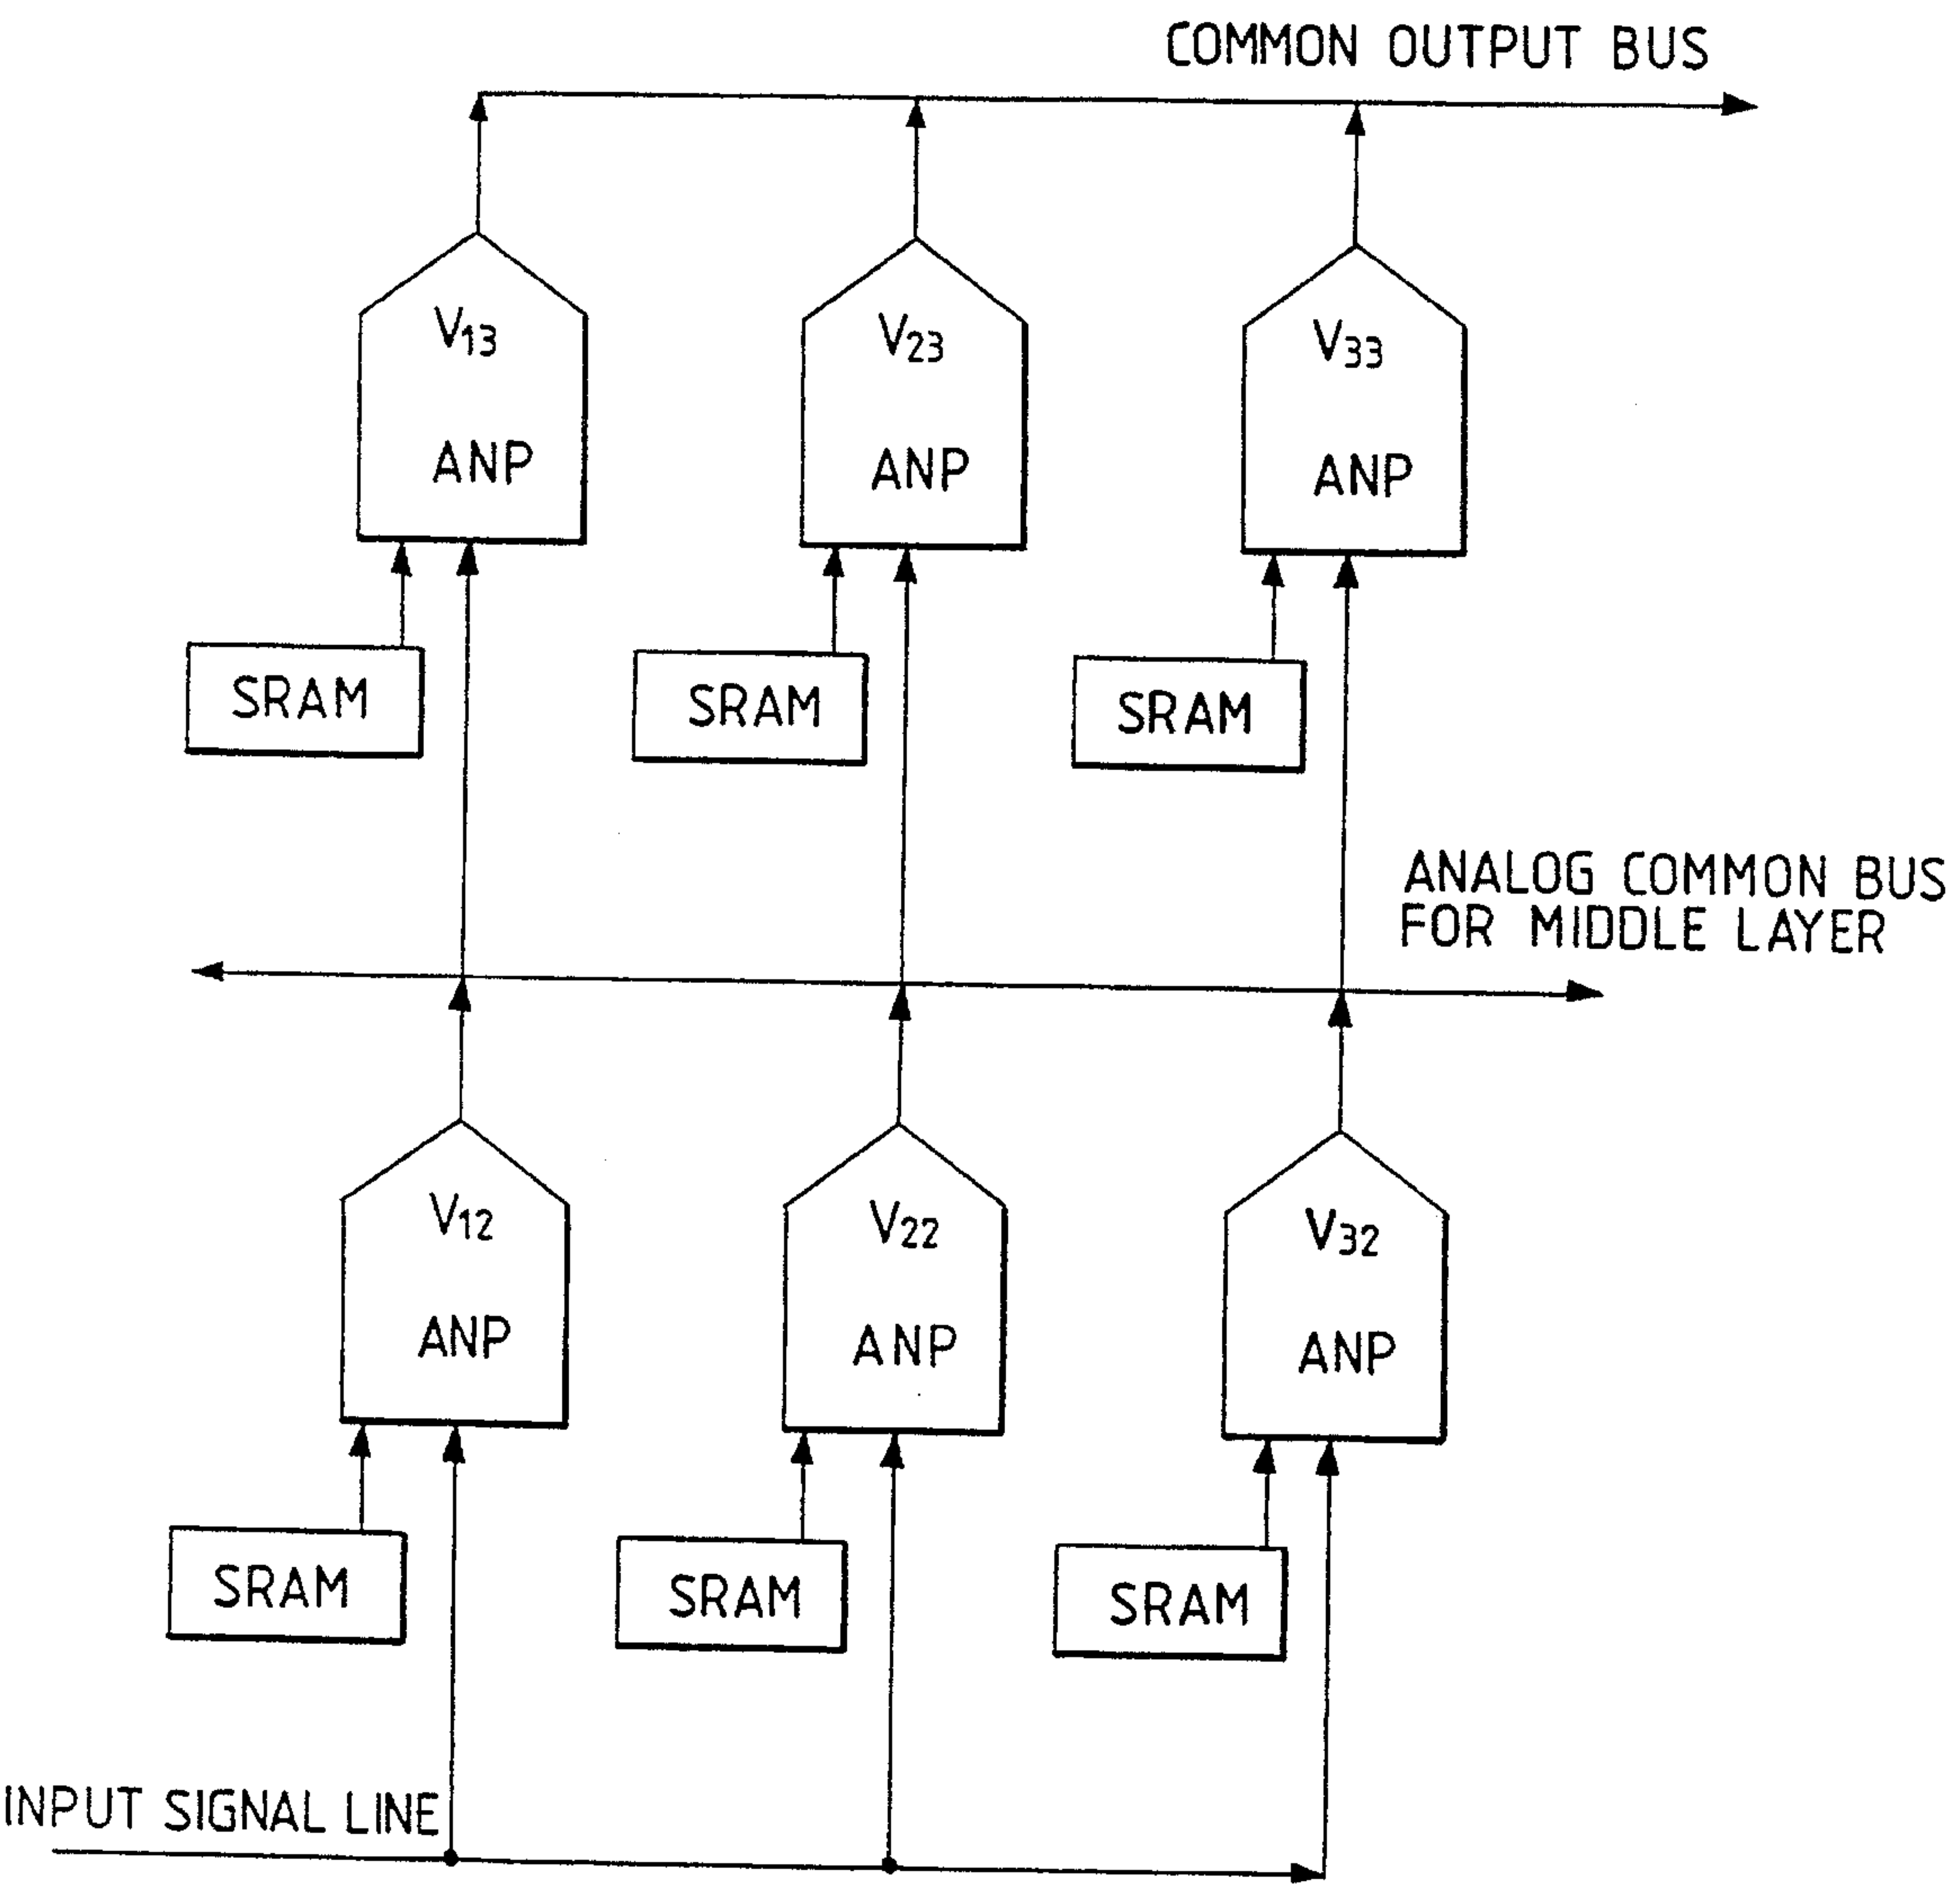 COMMON OUTPUT BUS
V13
V23
V33
ANP
ANP
ANP
SRAM
SRAM
SRAM
ANALOG COMMON BUS
FOR MIDDLE LAYER
V12
V22
V32
ANP
ANP
ANP
SRAM
SRAM
SRAM
INPUT SIGNAL LINE